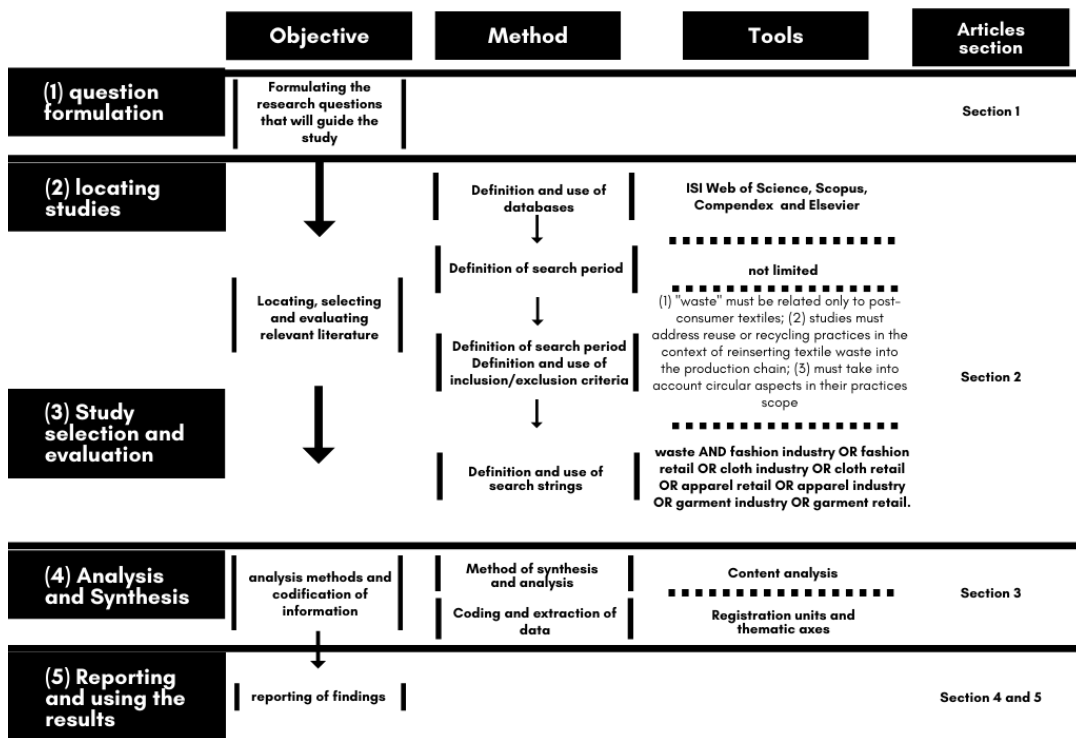 Objective
Method
Tools
Articles
section
(1) question
formulation
Formulating the
research questions
that will guide the
study
Section 1
(2) locating
studies
Definition and use of
databases
ISI Web of Science, Scopus,
Compendex and Elsevier
Definition of search period
not limited
Locating, selecting
and evaluating
relevant literature
Definition of search period
Definition and use of
inclusion/exclusion criteria
(1) "waste" must be related only to post-
consumer textiles; (2) studies must
address reuse or recycling practices in the
context of reinserting textile waste into
the production chain; (3) must take into
account circular aspects in their practices
scope
Section 2
(3) Study
selection and
evaluation
Definition and use of
search strings
waste AND fashion industry OR fashion
retail OR cloth industry OR cloth retail
OR apparel retail OR apparel industry
OR garment industry OR garment retail.
(4) Analysis
and Synthesis
analysis methods and
codification of
information
Method of synthesis
and analysis
Content analysis
Coding and extraction of
data
Registration units and
thematic axes
Section 3
(5) Reporting
and using the
results
reporting of findings
Section 4 and 5